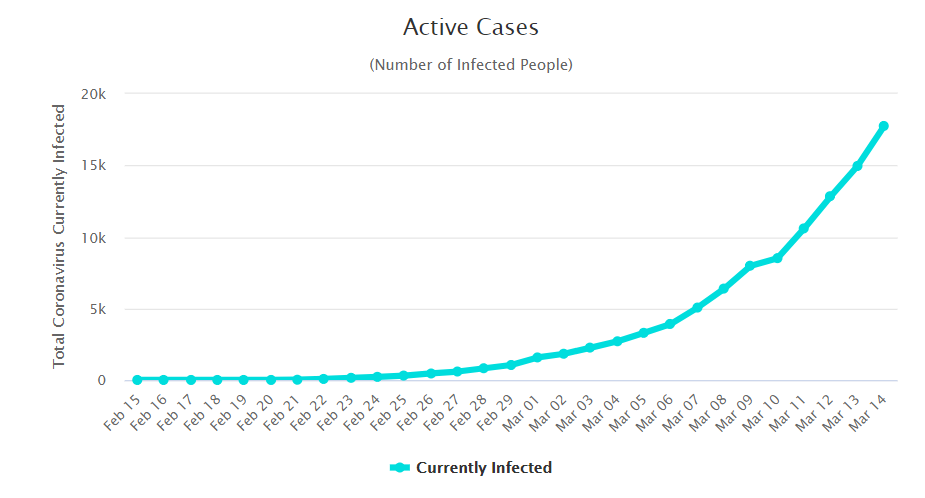 Active Cases
(Number of Infected People)
Total Coronavirus Currently Infected
20k
15k
10k
5k
0
Feb 15
Feb 16
Feb 17
Feb 18
Feb 19
Feb 20
Feb 21
Feb 22
Feb 23
Feb 24
Feb 25
Feb 26
Feb 27
Feb 28
Feb 29
Mar 01
Mar 02
Mar 03
Mar 04
Mar 05
Mar 06
Mar 07
Mar 08
Mar 09
Mar 10
Mar 11
Mar 12
Mar 13
Mar 14
Currently Infected